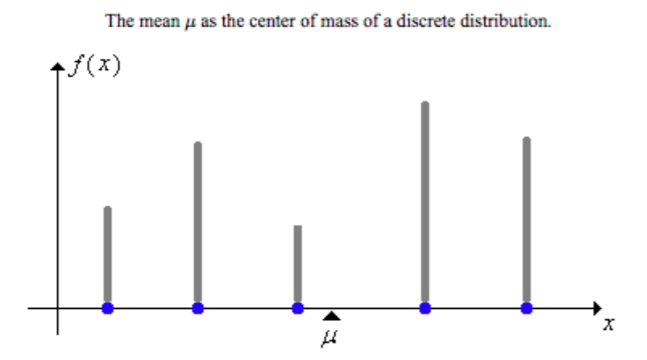 The mean μ as the center of mass of a discrete distribution.
f(x)
μ
x